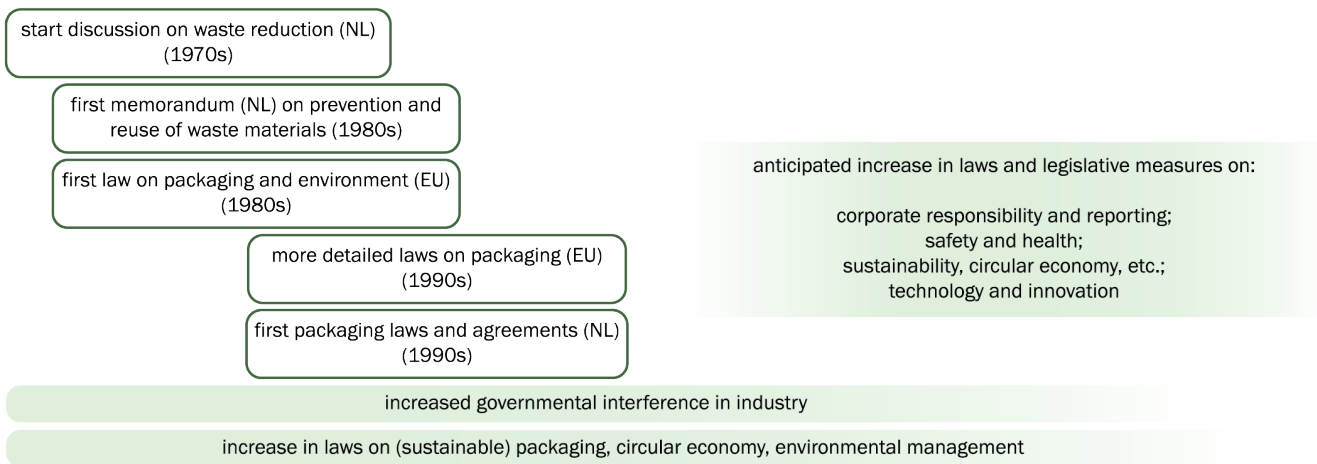 start discussion on waste reduction (NL)
(1970s)
first memorandum (NL) on prevention and
reuse of waste materials (1980s)
first law on packaging and environment (EU)
(1980s)
more detailed laws on packaging (EU)
(1990s)
first packaging laws and agreements (NL)
(1990s)
anticipated increase in laws and legislative measures on:
corporate responsibility and reporting;
safety and health;
sustainability, circular economy, etc.;
technology and innovation
increased governmental interference in industry
increase in laws on (sustainable) packaging, circular economy, environmental management